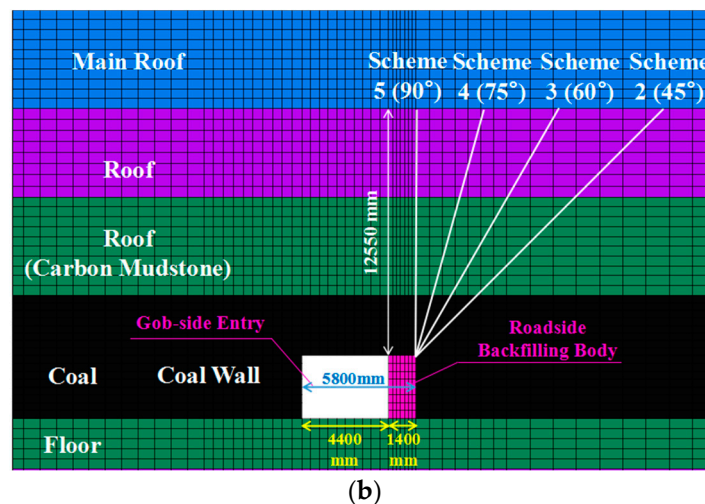 Main Roof
Scheme Scheme Scheme Scheme
5 (90°) 4 (75°) 3 (60°) 2 (45°)
Roof
12550 mm
Roof
(Carbon Mudstone)
Gob-side Entry
Roadside
Backfilling Body
Coal
Coal Wall
5800mm
Floor
4400
mm
1400
mm
(b)